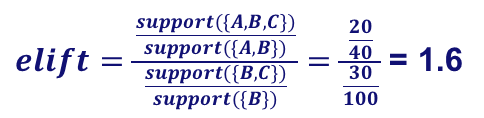 elift = support({A,B,C}) / support({A,B}) / support({B,C}) / support({B}) = 20 / 40 / 30 / 100 = 1.6